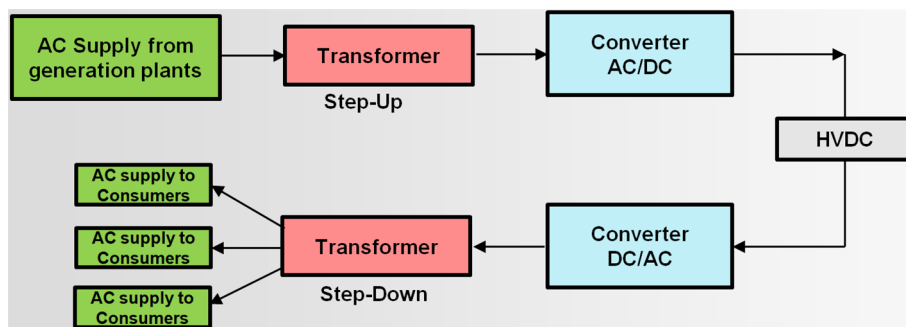 AC Supply from
generation plants
Transformer
Step-Up
Converter
AC/DC
HVDC
Converter
DC/AC
Transformer
Step-Down
AC supply to
Consumers
AC supply to
Consumers
AC supply to
Consumers